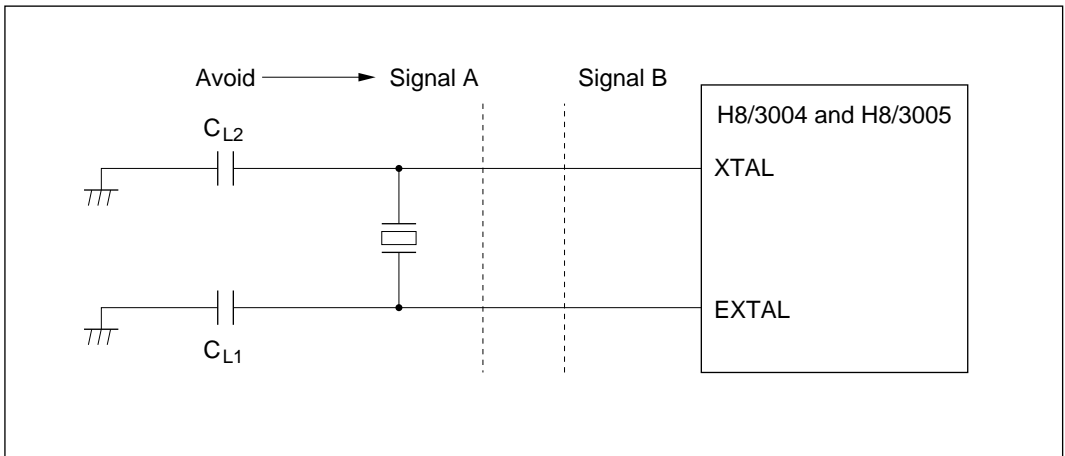 Avoid Signal A Signal B
H8/3004 and H8/3005
CL2
XTAL
EXTAL
CL1